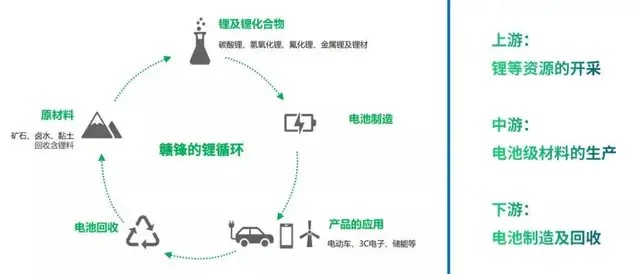 锂及锂化合物
碳酸锂、氢氧化锂、氟化锂、金属锂及锂材
原材料
矿石、卤水、黏土
回收含锂料
赣锋的锂循环
电池制造
电池回收
产品的应用
电动车、3C电子、储能等
上游：
锂等资源的开采
中游：
电池级材料的生产
下游：
电池制造及回收